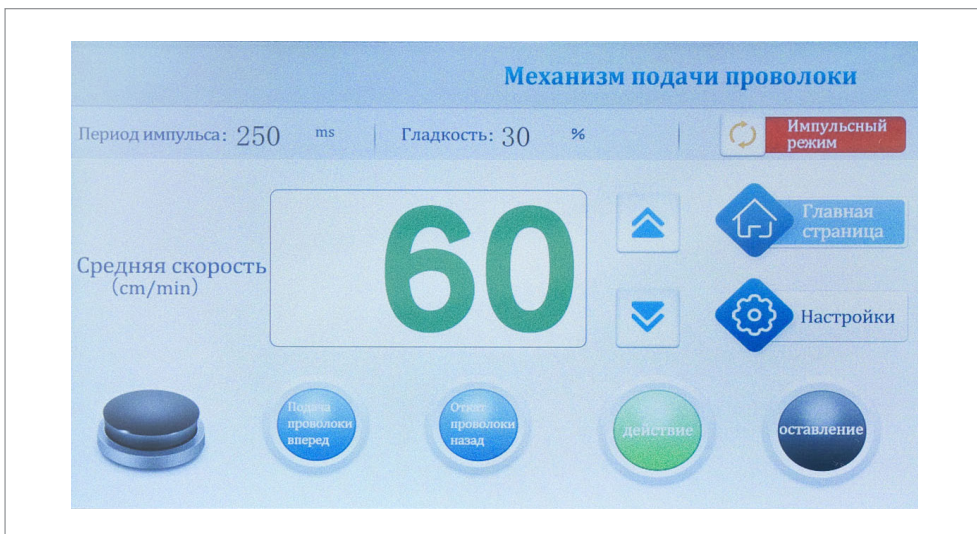 Механизм подачи проволоки
Период импульса: 250 ms
Гладкость: 30 %
Импульсный
режим
60
Средняя скорость
(cm/min)
Главная
страница
Настройки
Подача
проволоки
вперед
Откат
проволоки
назад
действие
оставление